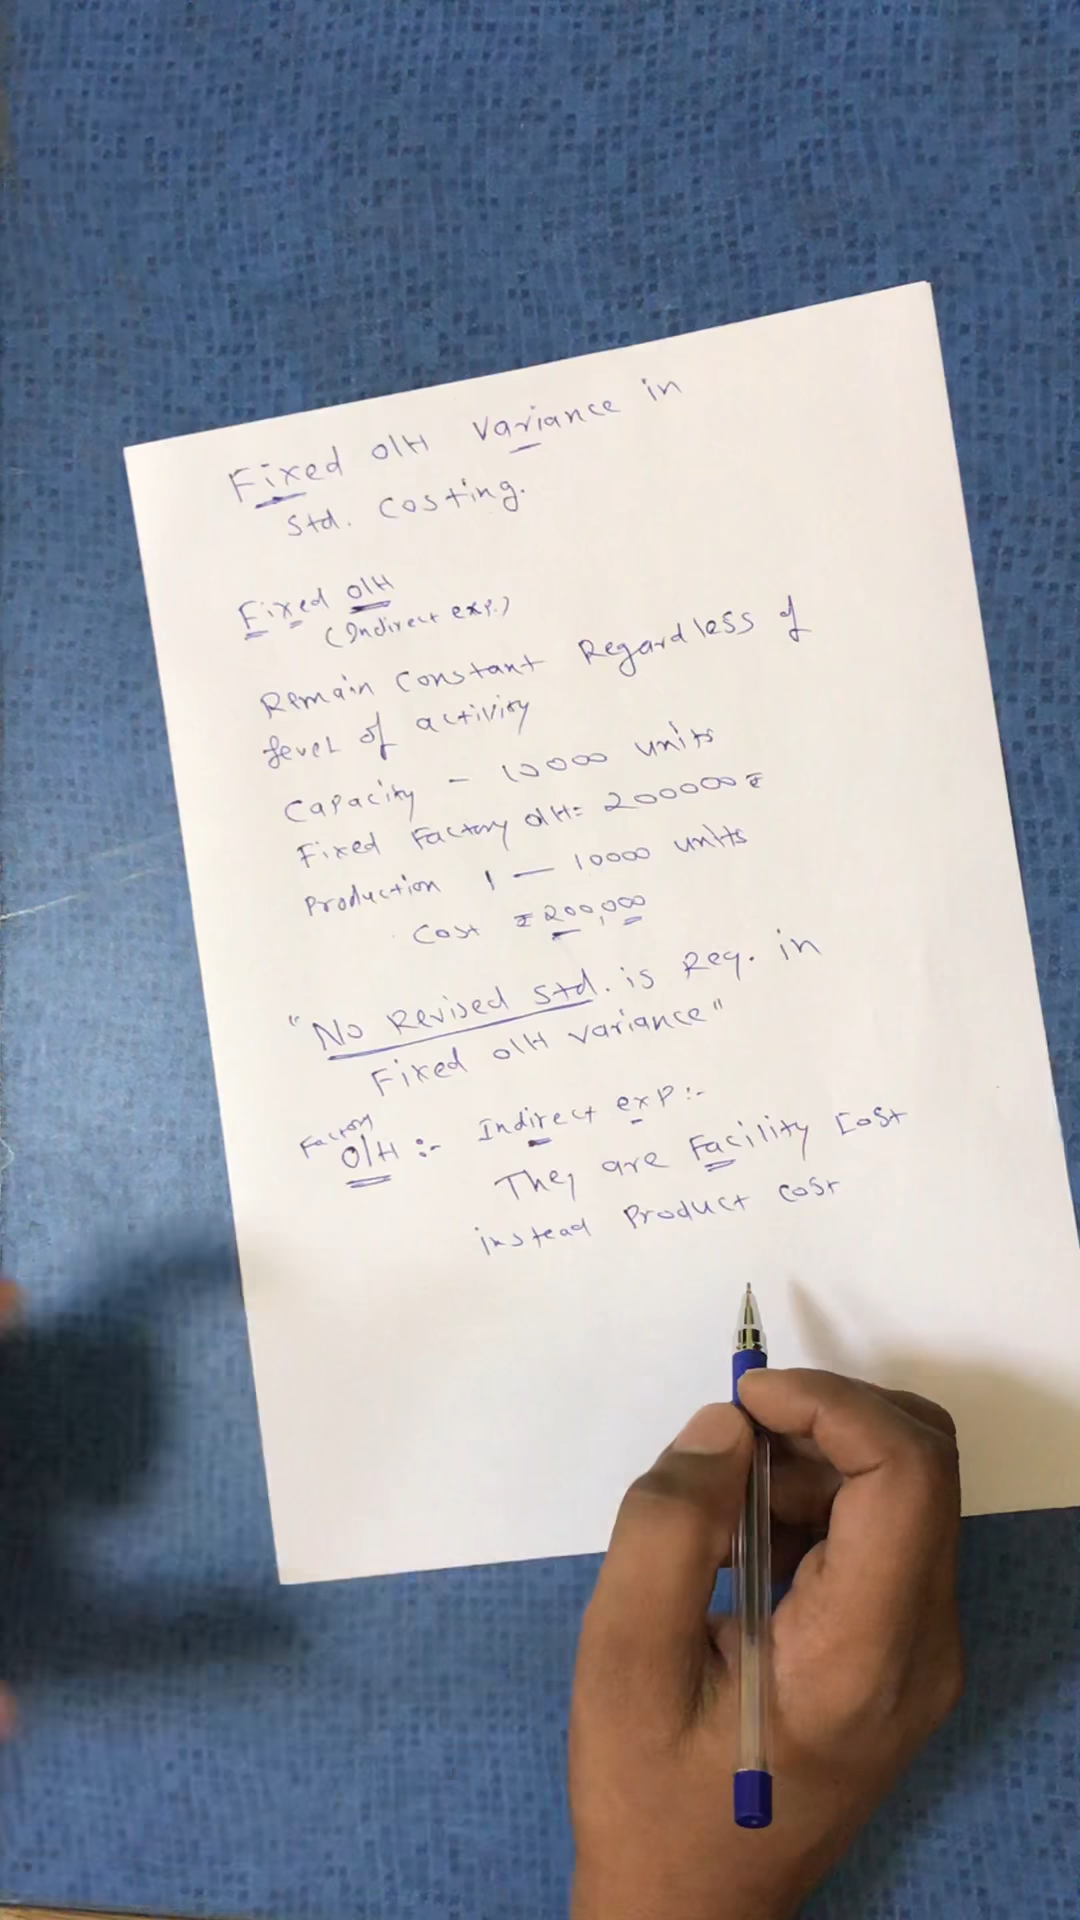 Fixed O/H Variance in
Std. Costing.
Fixed O/H
(Indirect exp.)
Remain Constant Regardless of
level of activity
Capacity - 10000 units
Fixed Factory O/H= 200000 ₹
Production 1 — 10000 units
Cost ₹ 200,000
"No Revised Std. is Req. in
Fixed O/H Variance"
Factory
O/H :- Indirect exp :-
They are Facility Cost
instead Product Cost